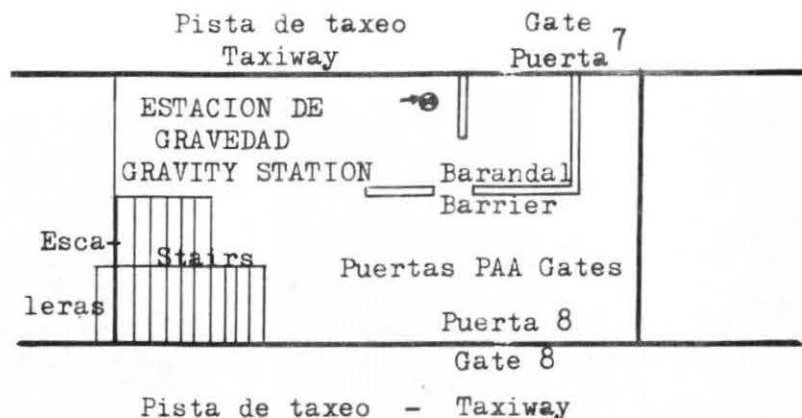 Pista de taxeo
Taxiway
Gate
Puerta 7
ESTACION DE
GRAVEDAD
GRAVITY STATION
Barandal
Barrier
Esca-
leras
Stairs
Puertas PAA Gates
Puerta 8
Gate 8
Pista de taxeo - Taxiway